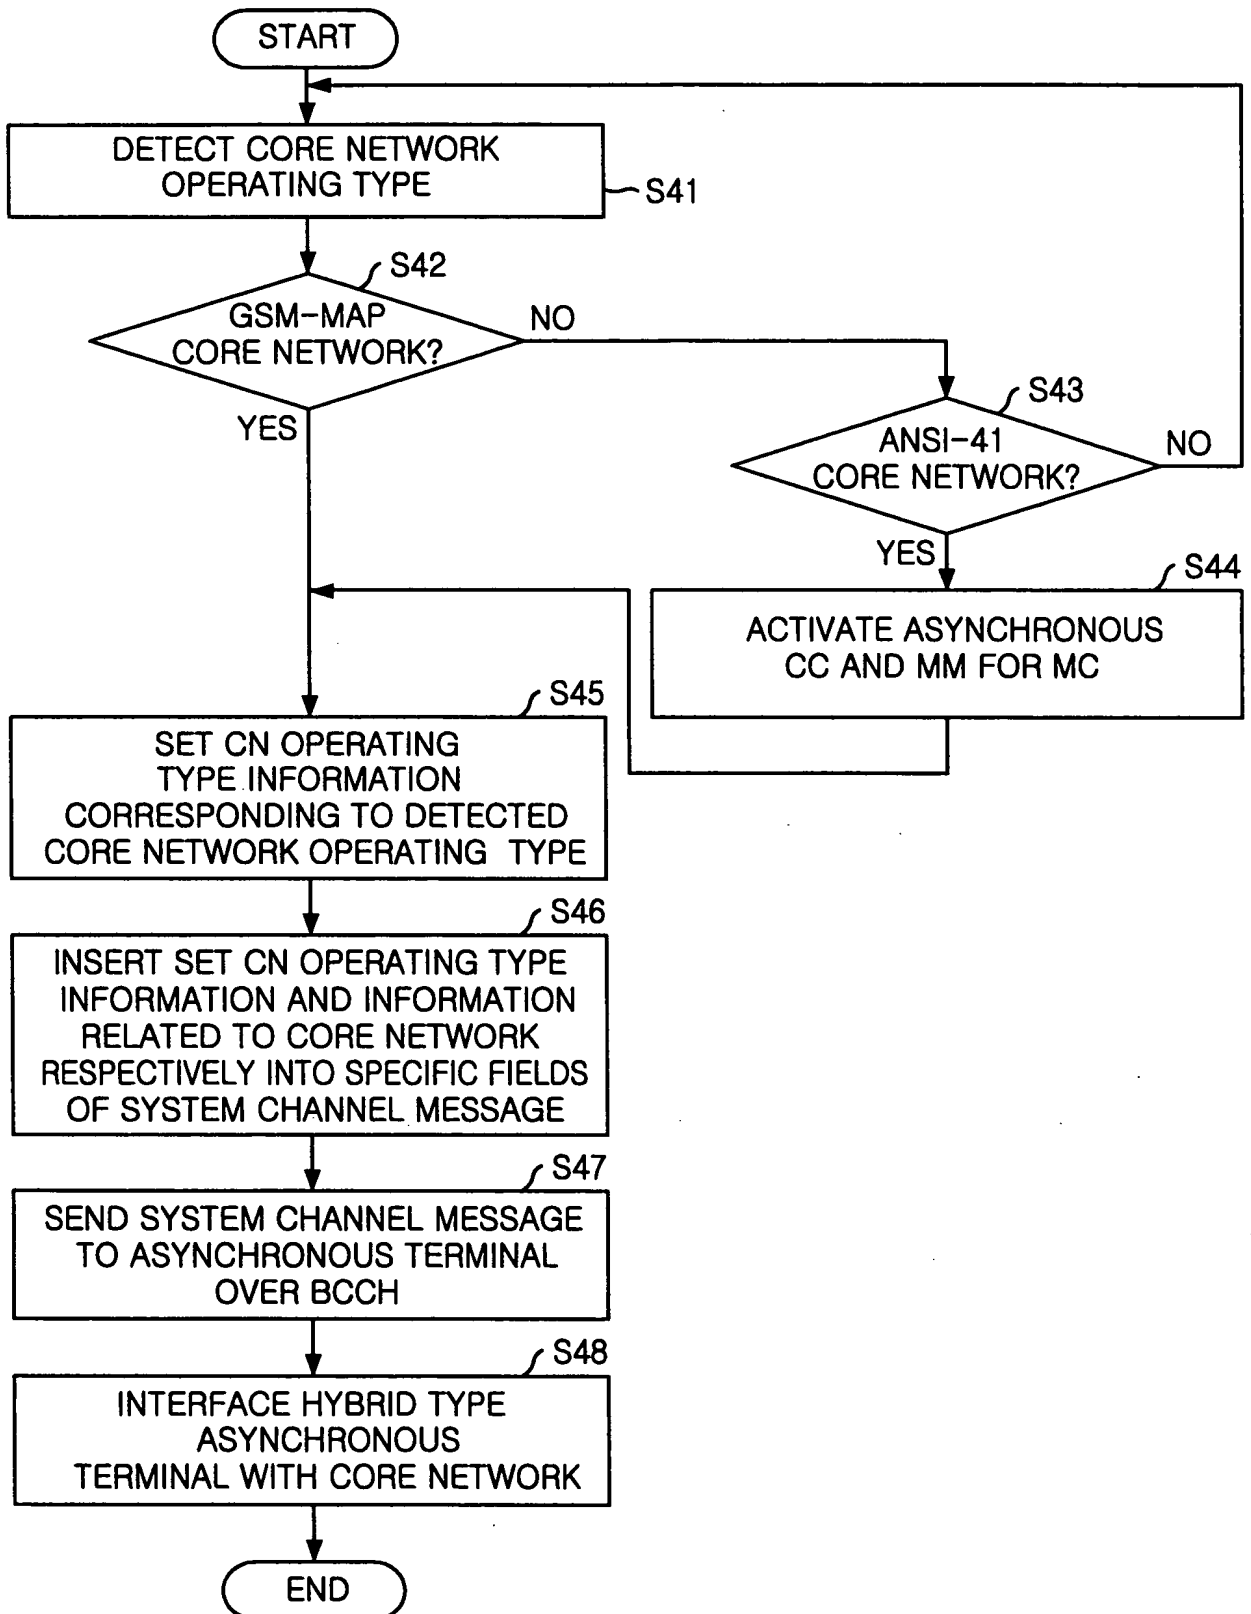 START
DETECT CORE NETWORK
OPERATING TYPE
S41
S42
GSM-MAP
CORE NETWORK?
NO
YES
S43
ANSI-41
CORE NETWORK?
NO
YES
S44
ACTIVATE ASYNCHRONOUS
CC AND MM FOR MC
S45
SET CN OPERATING
TYPE INFORMATION
CORRESPONDING TO DETECTED
CORE NETWORK OPERATING TYPE
S46
INSERT SET CN OPERATING TYPE
INFORMATION AND INFORMATION
RELATED TO CORE NETWORK
RESPECTIVELY INTO SPECIFIC FIELDS
OF SYSTEM CHANNEL MESSAGE
S47
SEND SYSTEM CHANNEL MESSAGE
TO ASYNCHRONOUS TERMINAL
OVER BCCH
S48
INTERFACE HYBRID TYPE
ASYNCHRONOUS
TERMINAL WITH CORE NETWORK
END